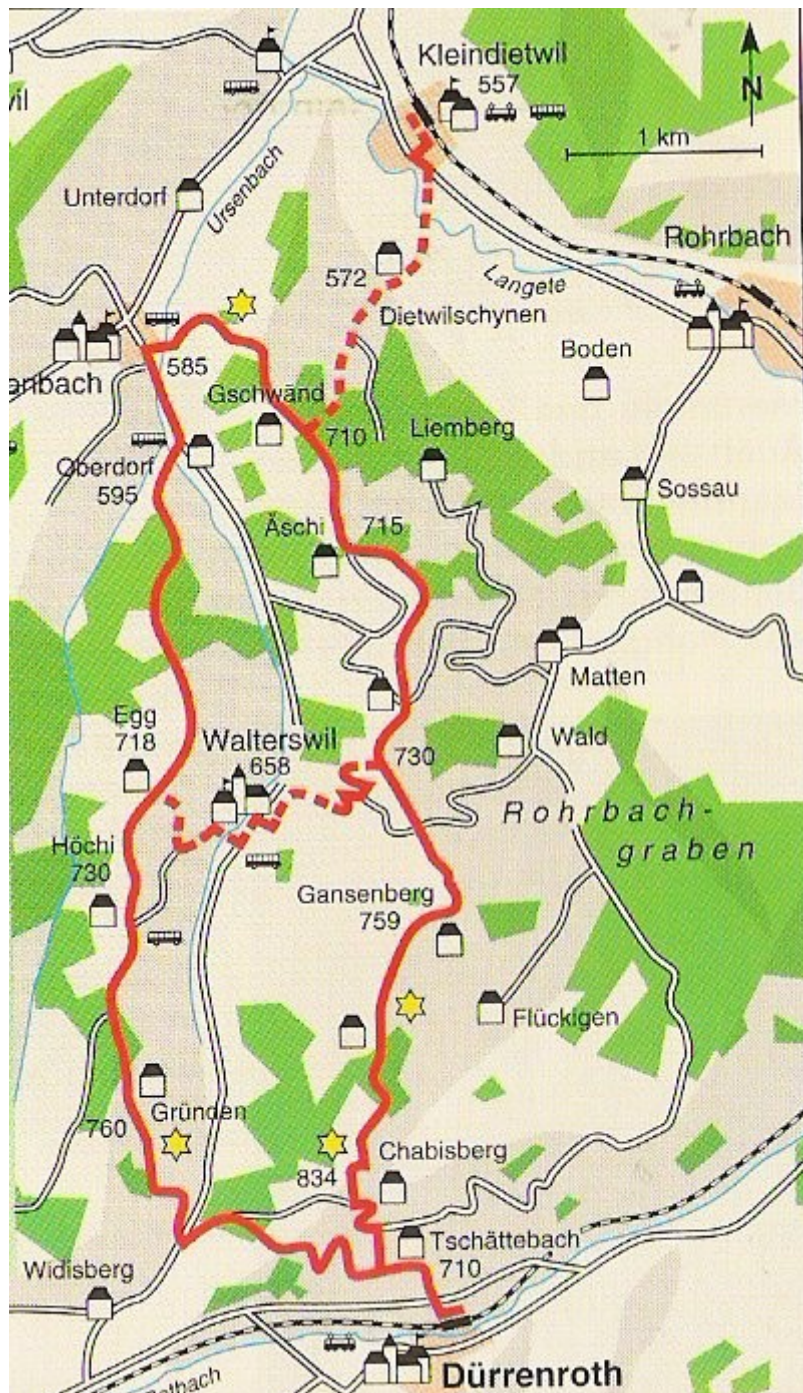 Kleindietwil
557
N
1 km
wil
Unterdorf
Ursenbach
Rohrbach
572
Langete
Dietwilschynen
Boden
585
nbach
Gschwänd
710
Liemberg
Oberdorf
595
Sossau
Äschi
715
Matten
Egg
718
Walterswil
658
730
Wald
Rohrbach-
graben
Höchi
730
Gansenberg
759
Flückigen
Gründen
760
834
Chabisberg
Tschättebach
710
Widisberg
Dürrenroth